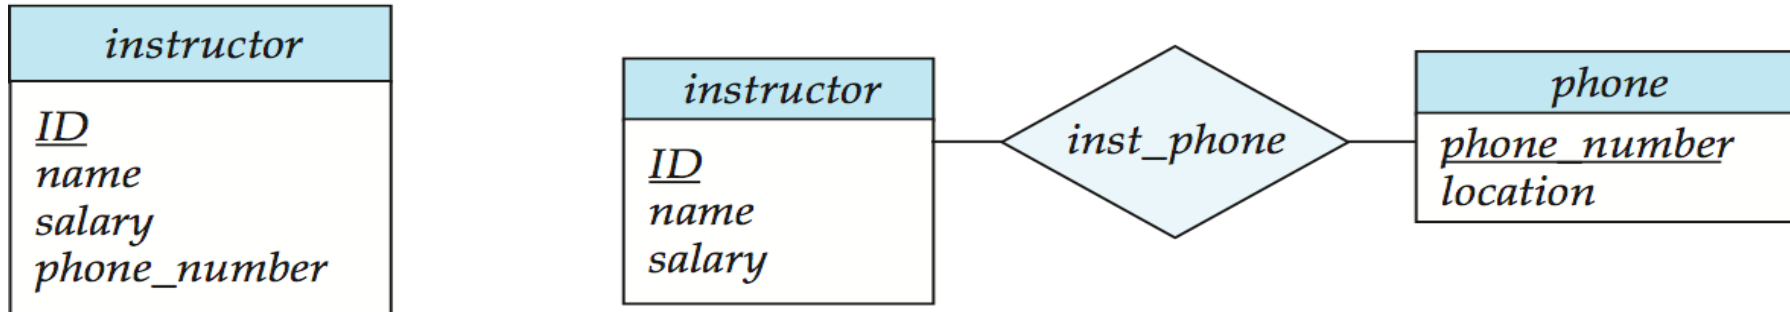 instructor
ID
name
salary
phone_number
instructor
ID
name
salary
inst_phone
phone
phone_number
location